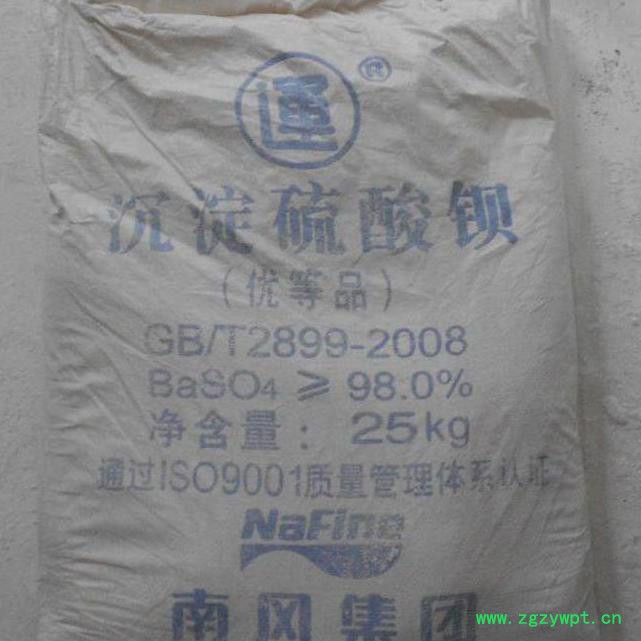 運®
沉淀硫酸钡
（优等品）
GB/T2899-2008
BaSO4 ≥ 98.0%
净含量： 25kg
通过ISO9001质量管理体系认证
NaFine
南风集团
www.zgzywpt.cn